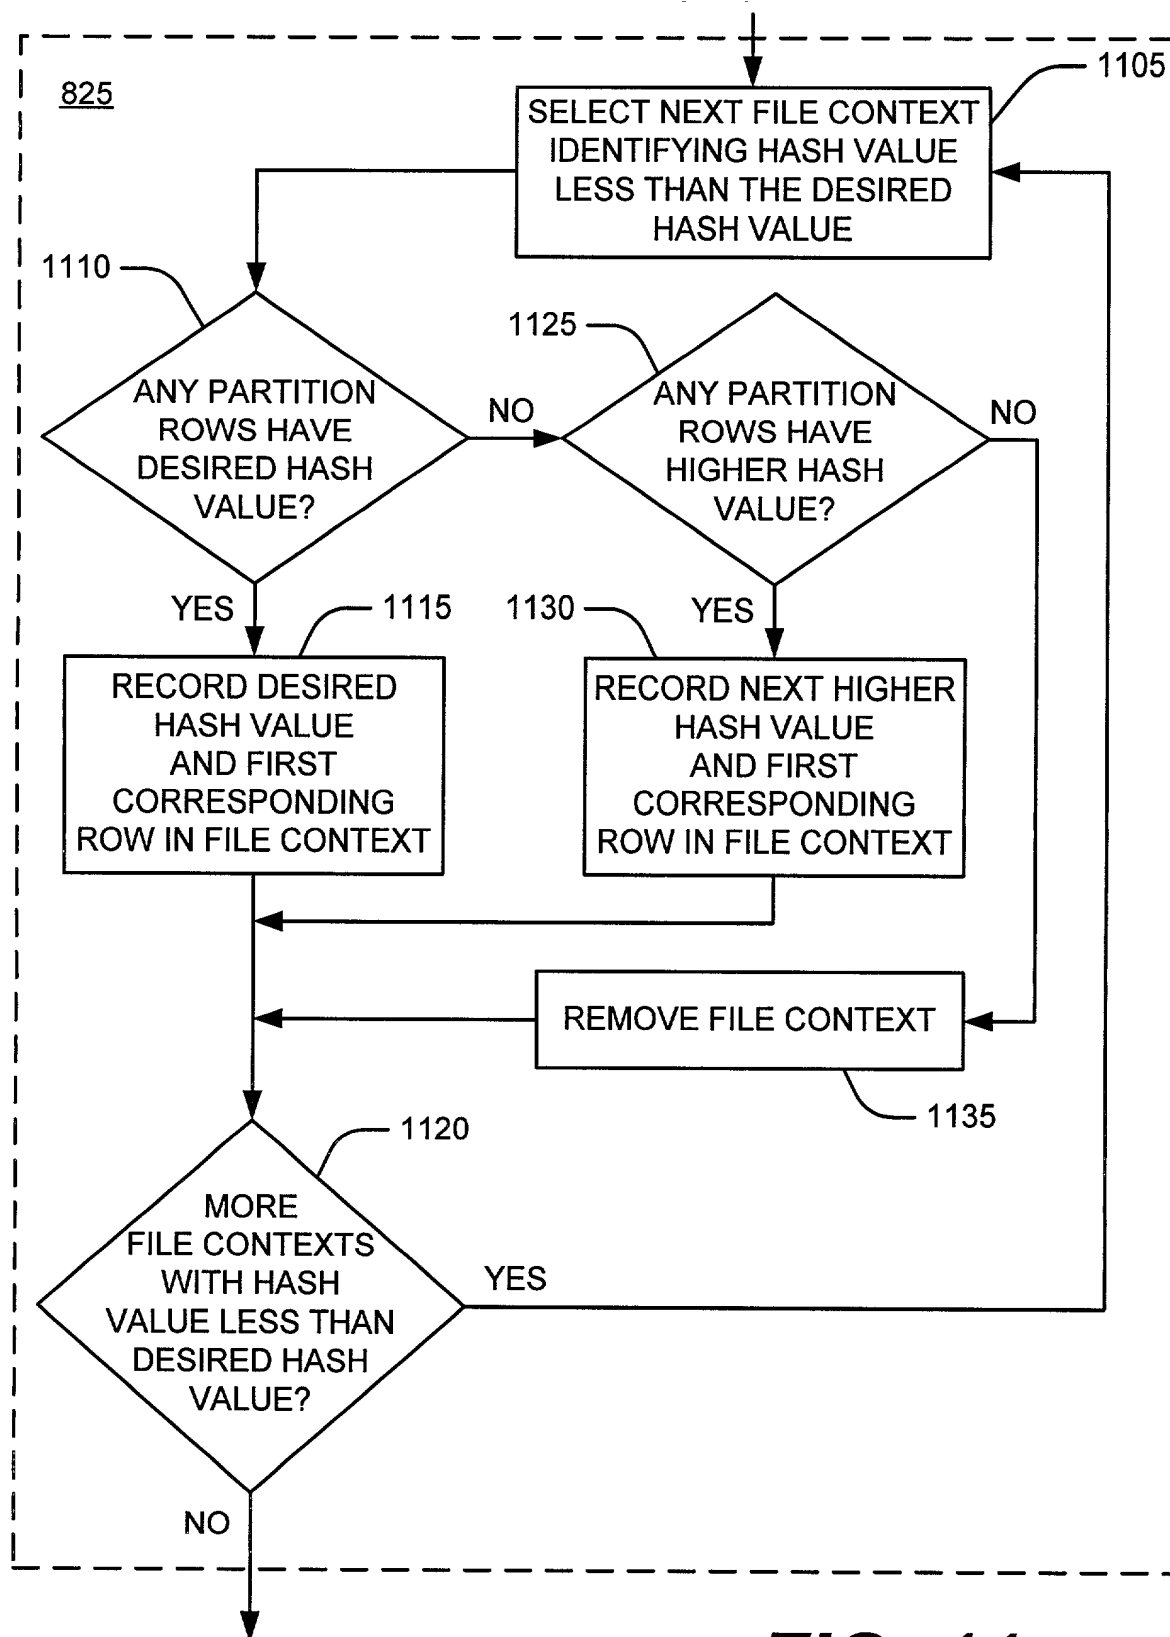 825
1105
SELECT NEXT FILE CONTEXT
IDENTIFYING HASH VALUE
LESS THAN THE DESIRED
HASH VALUE
1110
ANY PARTITION
ROWS HAVE
DESIRED HASH
VALUE?
NO
1125
ANY PARTITION
ROWS HAVE
HIGHER HASH
VALUE?
NO
YES
1115
RECORD DESIRED
HASH VALUE
AND FIRST
CORRESPONDING
ROW IN FILE CONTEXT
1130
YES
RECORD NEXT HIGHER
HASH VALUE
AND FIRST
CORRESPONDING
ROW IN FILE CONTEXT
REMOVE FILE CONTEXT
1135
1120
MORE
FILE CONTEXTS
WITH HASH
VALUE LESS THAN
DESIRED HASH
VALUE?
YES
NO